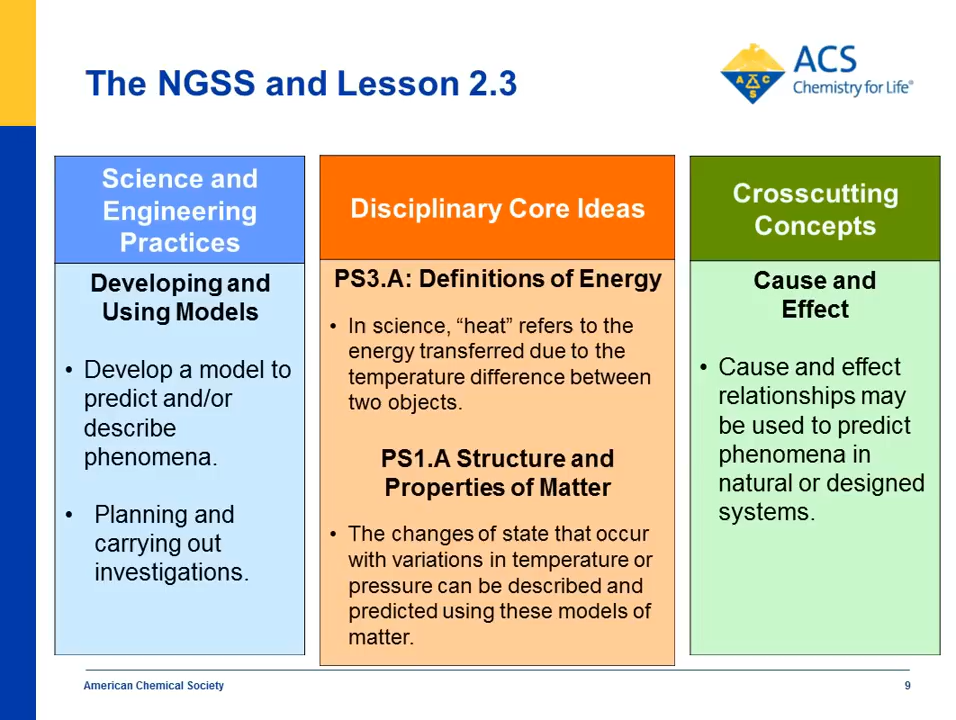 The NGSS and Lesson 2.3
A C S
ACS
Chemistry for Life®
Science and
Engineering
Practices
Developing and
Using Models
• Develop a model to
predict and/or
describe
phenomena.
• Planning and
carrying out
investigations.
Disciplinary Core Ideas
PS3.A: Definitions of Energy
• In science, “heat” refers to the
energy transferred due to the
temperature difference between
two objects.
PS1.A Structure and
Properties of Matter
• The changes of state that occur
with variations in temperature or
pressure can be described and
predicted using these models of
matter.
Crosscutting
Concepts
Cause and
Effect
• Cause and effect
relationships may
be used to predict
phenomena in
natural or designed
systems.
American Chemical Society
9